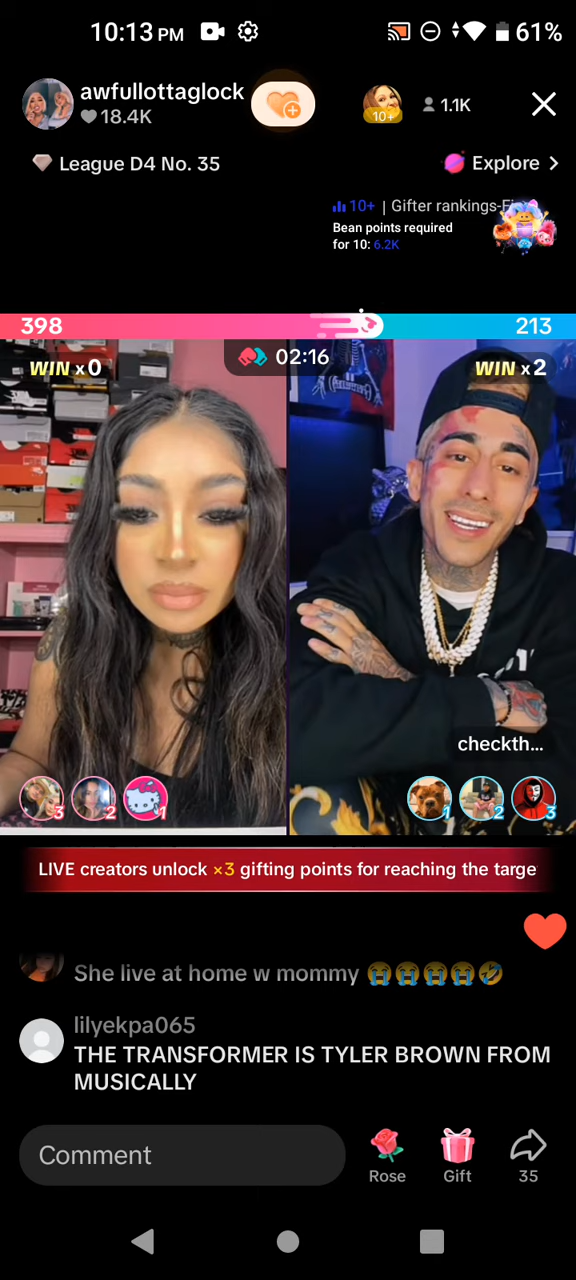 10:13 PM
61%
awfullottaglock
18.4K
10+
1.1K
League D4 No. 35
Explore >
10+ | Gifter rankings-
Bean points required
for 10: 6.2K
398
213
WIN x0
02:16
WIN x2
checkth...
3
2
1
1
2
3
LIVE creators unlock ×3 gifting points for reaching the targe
She live at home w mommy 😭😭😭😭🤣
lilyekpa065
THE TRANSFORMER IS TYLER BROWN FROM
MUSICALLY
Comment
Rose
Gift
35